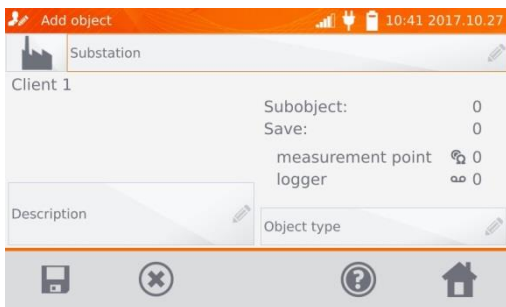 Add object
10:41 2017.10.27
Substation
Client 1
Subobject: 0
Save: 0
measurement point 0
logger 0
Description
Object type
?